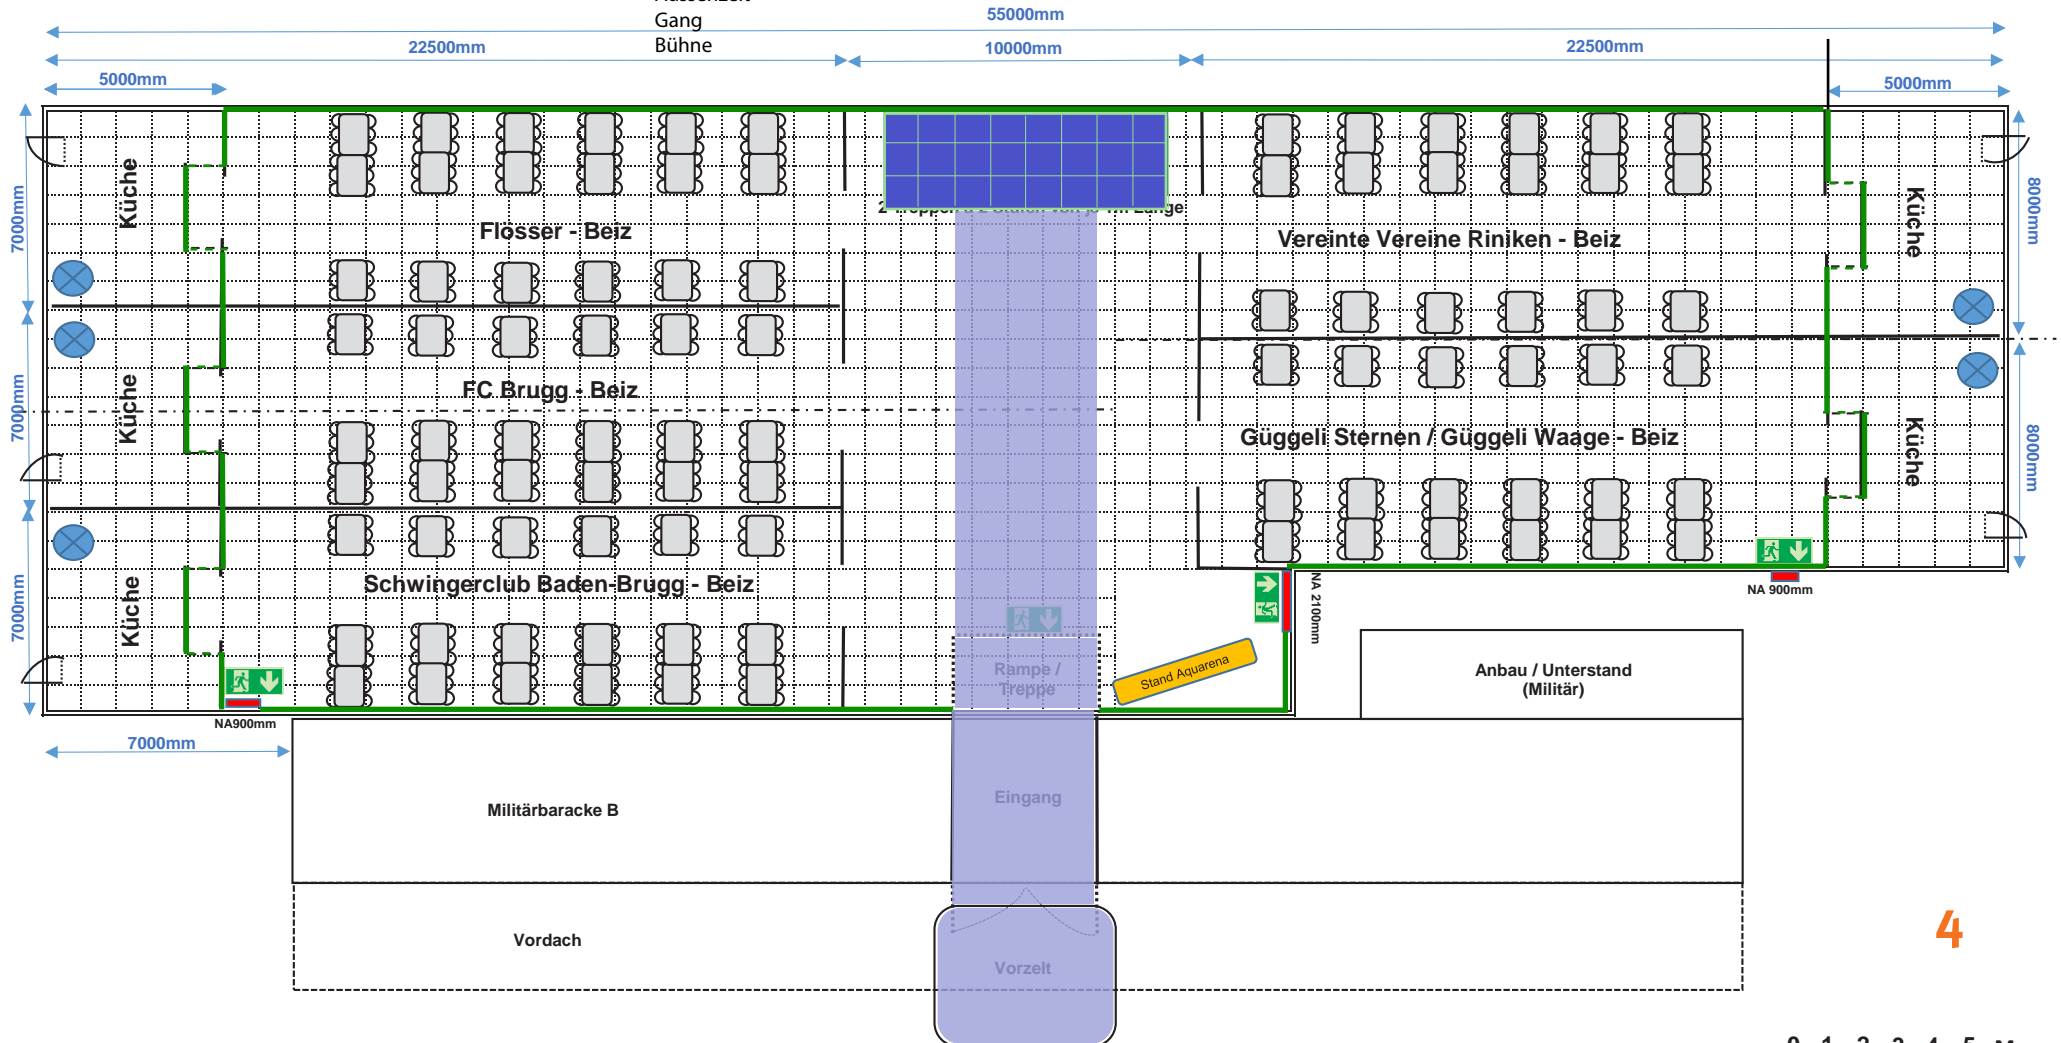 Gang
Bühne
55000mm
22500mm
10000mm
22500mm
5000mm
5000mm
7000mm
7000mm
7000mm
8000mm
8000mm
Küche
Küche
Küche
Küche
Küche
Flösser - Beiz
FC Brugg - Beiz
Schwingerclub Baden-Brugg - Beiz
Vereinte Vereine Riniken - Beiz
Güggeli Sternen / Güggeli Waage - Beiz
NA 2100mm
NA 900mm
NA900mm
Stand Aquarena
Rampe /
Treppe
Anbau / Unterstand
(Militär)
7000mm
Militärbaracke B
Eingang
Vordach
Vorzelt
4